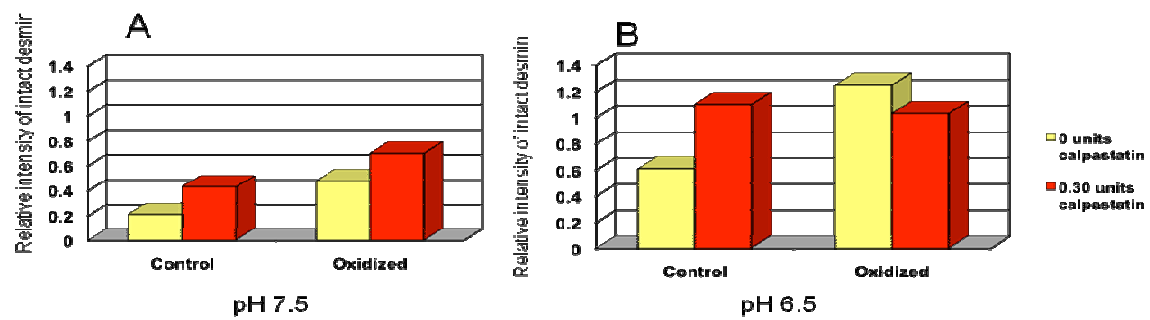 A
Relative intensity of intact desmir
1.4
1.2
1
0.8
0.6
0.4
0.2
0
Control
Oxidized
pH 7.5
B
Relative intensity of intact desmin
1.4
1.2
1
0.8
0.6
0.4
0.2
0
Control
Oxidized
pH 6.5
0 units
calpastatin
0.30 units
calpastatin